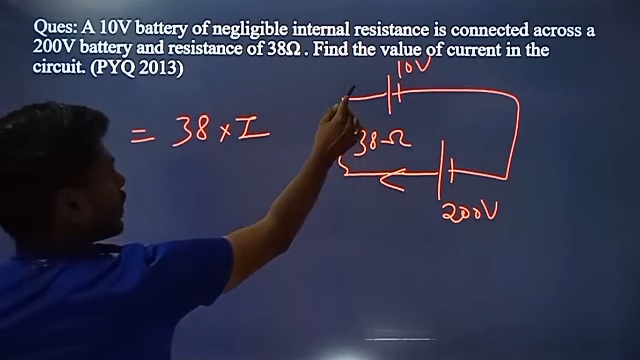 Ques: A 10V battery of negligible internal resistance is connected across a
200V battery and resistance of 38Ω . Find the value of current in the
circuit. (PYQ 2013)
10V
= 38 × I
38 Ω
200V